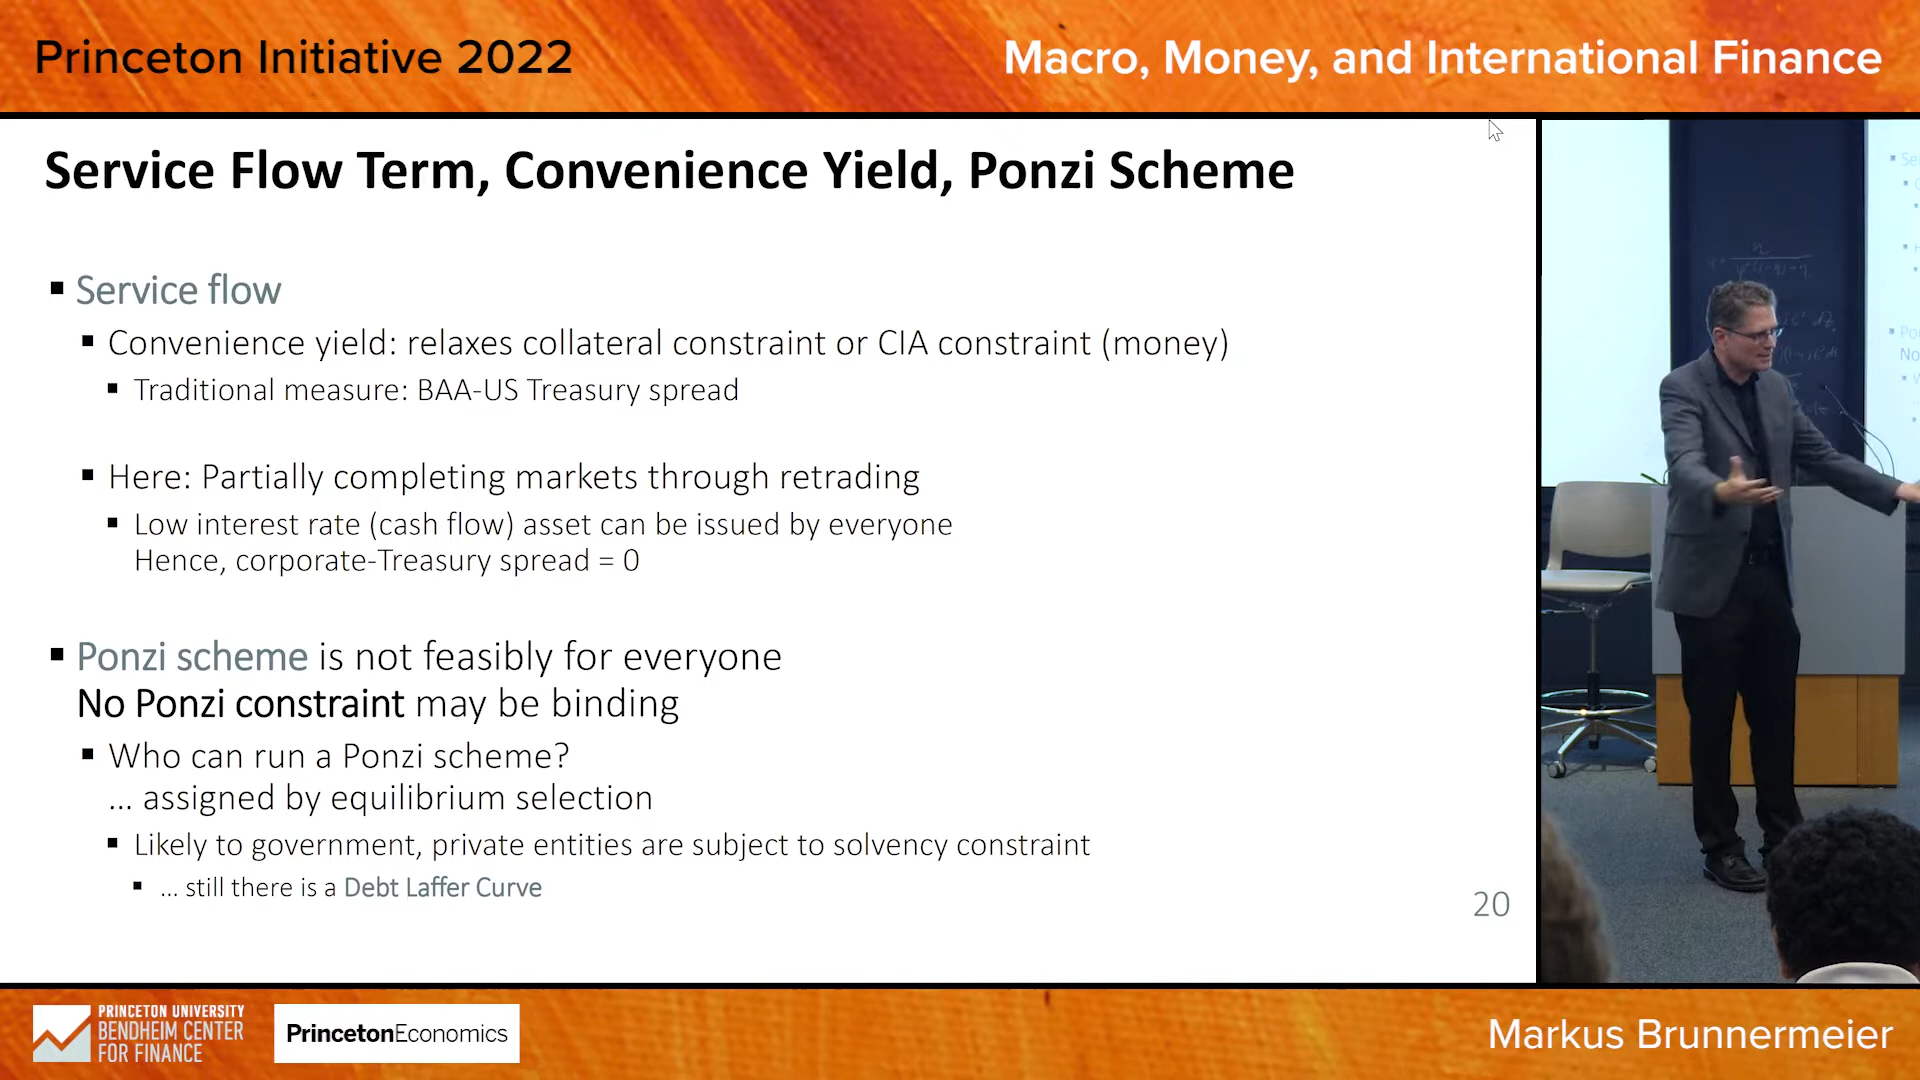 Princeton Initiative 2022
Macro, Money, and International Finance
Service Flow Term, Convenience Yield, Ponzi Scheme
▪ Service flow
▪ Convenience yield: relaxes collateral constraint or CIA constraint (money)
▪ Traditional measure: BAA-US Treasury spread
▪ Here: Partially completing markets through retrading
▪ Low interest rate (cash flow) asset can be issued by everyone
Hence, corporate-Treasury spread = 0
▪ Ponzi scheme is not feasibly for everyone
No Ponzi constraint may be binding
▪ Who can run a Ponzi scheme?
… assigned by equilibrium selection
▪ Likely to government, private entities are subject to solvency constraint
▪ … still there is a Debt Laffer Curve
20
PRINCETON UNIVERSITY
BENDHEIM CENTER
FOR FINANCE
PrincetonEconomics
Markus Brunnermeier